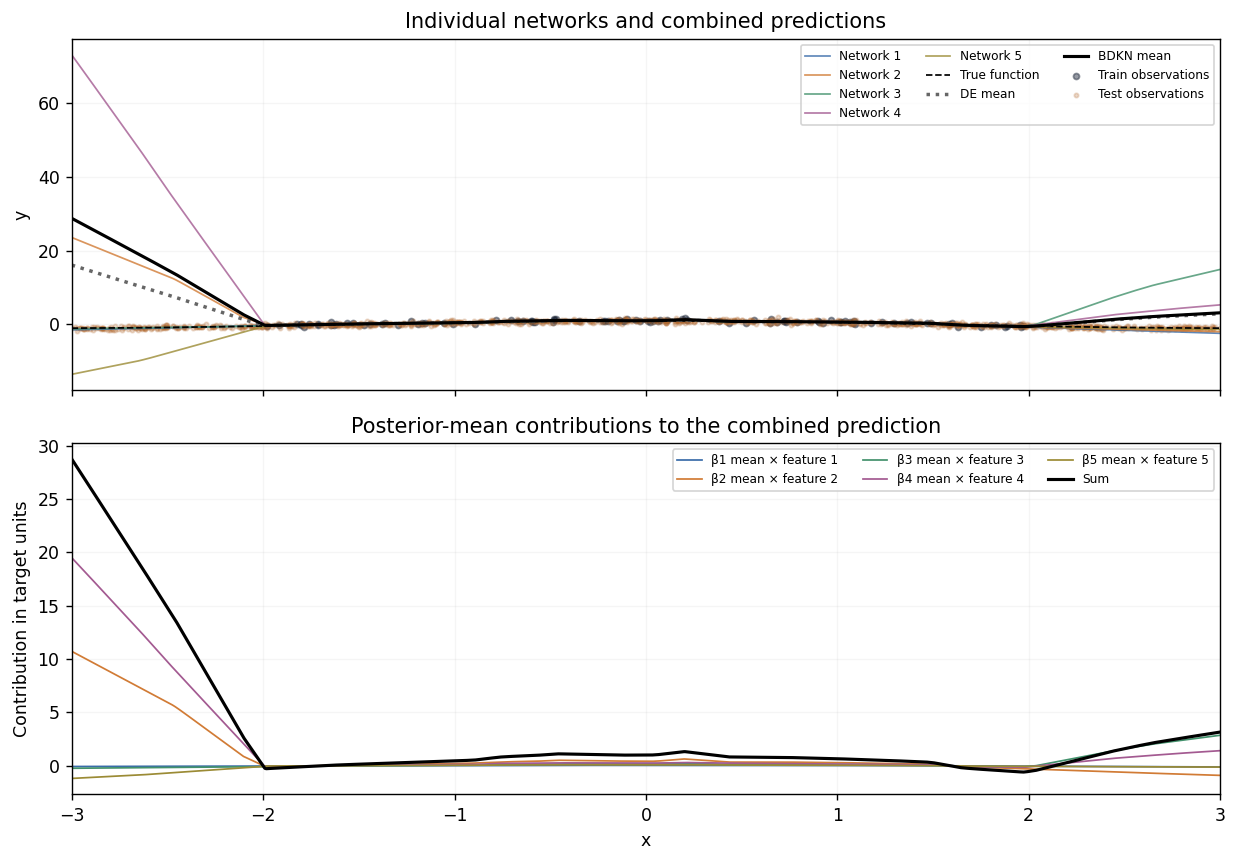 Individual networks and combined predictions
Network 1
Network 2
Network 3
Network 4
Network 5
True function
DE mean
BDKN mean
Train observations
Test observations
60
40
20
0
y
Posterior-mean contributions to the combined prediction
β1 mean × feature 1
β2 mean × feature 2
β3 mean × feature 3
β4 mean × feature 4
β5 mean × feature 5
Sum
30
25
20
15
10
5
0
Contribution in target units
−3 −2 −1 0 1 2 3
x